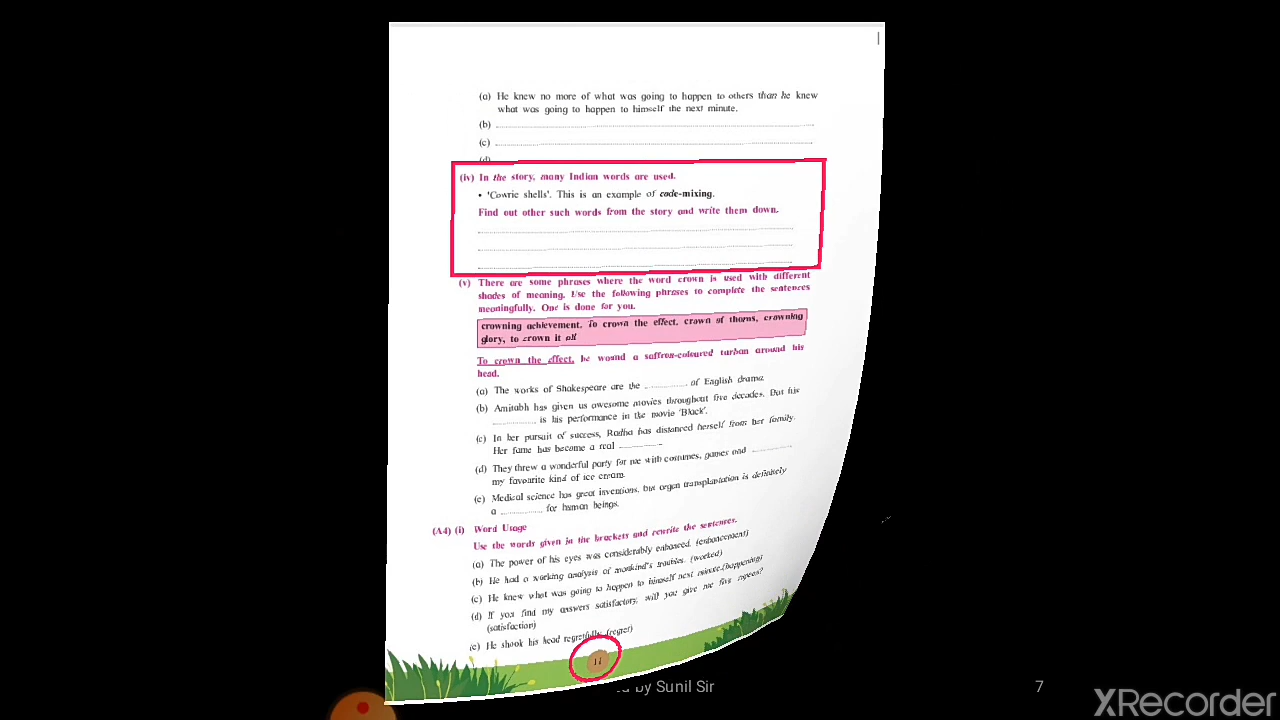 (a) He knew no more of what was going to happen to others than he knew
what was going to happen to himself the next minute.
(b)
(c)
(d)
(iv) In the story, many Indian words are used.
• 'Cowrie shells'. This is an example of code-mixing.
Find out other such words from the story and write them down.
(v) There are some phrases where the word crown is used with different
shades of meaning. Use the following phrases to complete the sentences
meaningfully. One is done for you.
crowning achievement, To crown the effect, crown of thorns, crowning
glory, to crown it all
To crown the effect, he wound a saffron-coloured turban around his
head.
(a) The works of Shakespeare are the ............... of English drama.
(b) Amitabh has given us awesome movies throughout five decades. But his
............... is his performance in the movie 'Black'.
(c) In her pursuit of success, Radha has distanced herself from her family.
Her fame has become a real ...............
(d) They threw a wonderful party for me with costumes, games and ...............
my favourite kind of ice cream.
(e) Medical science has great inventions, but organ transplantation is definitely
a ............... for human beings.
(A4) (i) Word Usage
Use the words given in the brackets and rewrite the sentences.
(a) The power of his eyes was considerably enhanced. (enhancement)
(b) He had a working analysis of mankind's troubles. (worked)
(c) He knew what was going to happen to himself next minute.(happening)
(d) If you find my answers satisfactory, will you give me five rupees?
(satisfaction)
(e) He shook his head regretfully. (regret)
11
by Sunil Sir
7
XRecorder